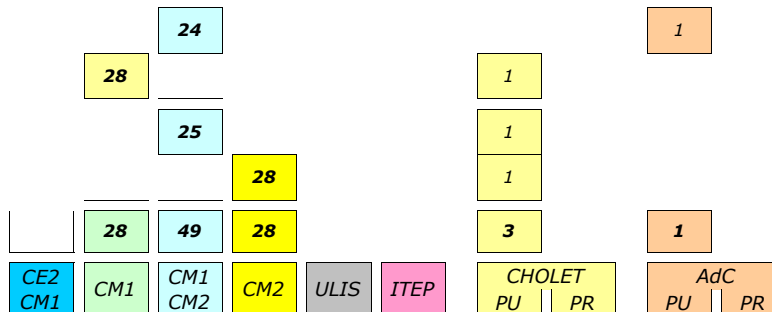 24 1
28 1
25 1
28 1
28 49 28 3 1
CE2 CM1 CM1 CM1 CM2 CM2 ULIS ITEP CHOLET PU PR AdC PU PR